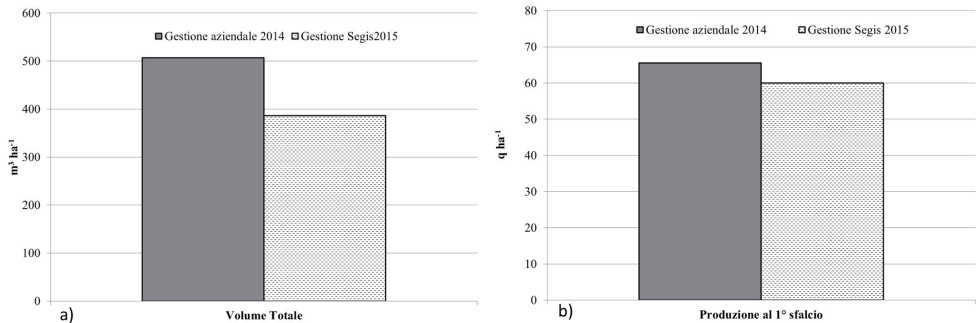 600
500
400
300
200
100
0
m³ ha⁻¹
Gestione aziendale 2014 Gestione Segis2015
a)
Volume Totale
80
70
60
50
40
30
20
10
0
q ha⁻¹
Gestione aziendale 2014 Gestione Segis 2015
b)
Produzione al 1° sfalcio